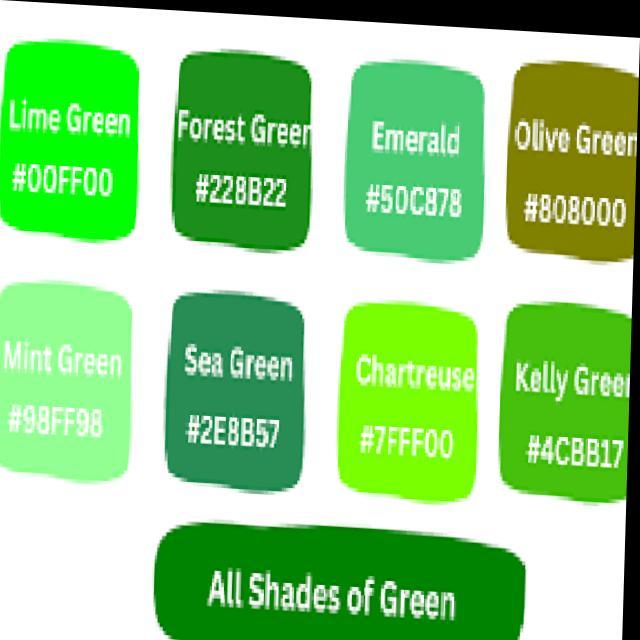 Lime Green
#00FF00
Forest Green
#228B22
Emerald
#50C878
Olive Green
#808000
Mint Green
#98FF98
Sea Green
#2E8B57
Chartreuse
#7FFF00
Kelly Green
#4CBB17
All Shades of Green